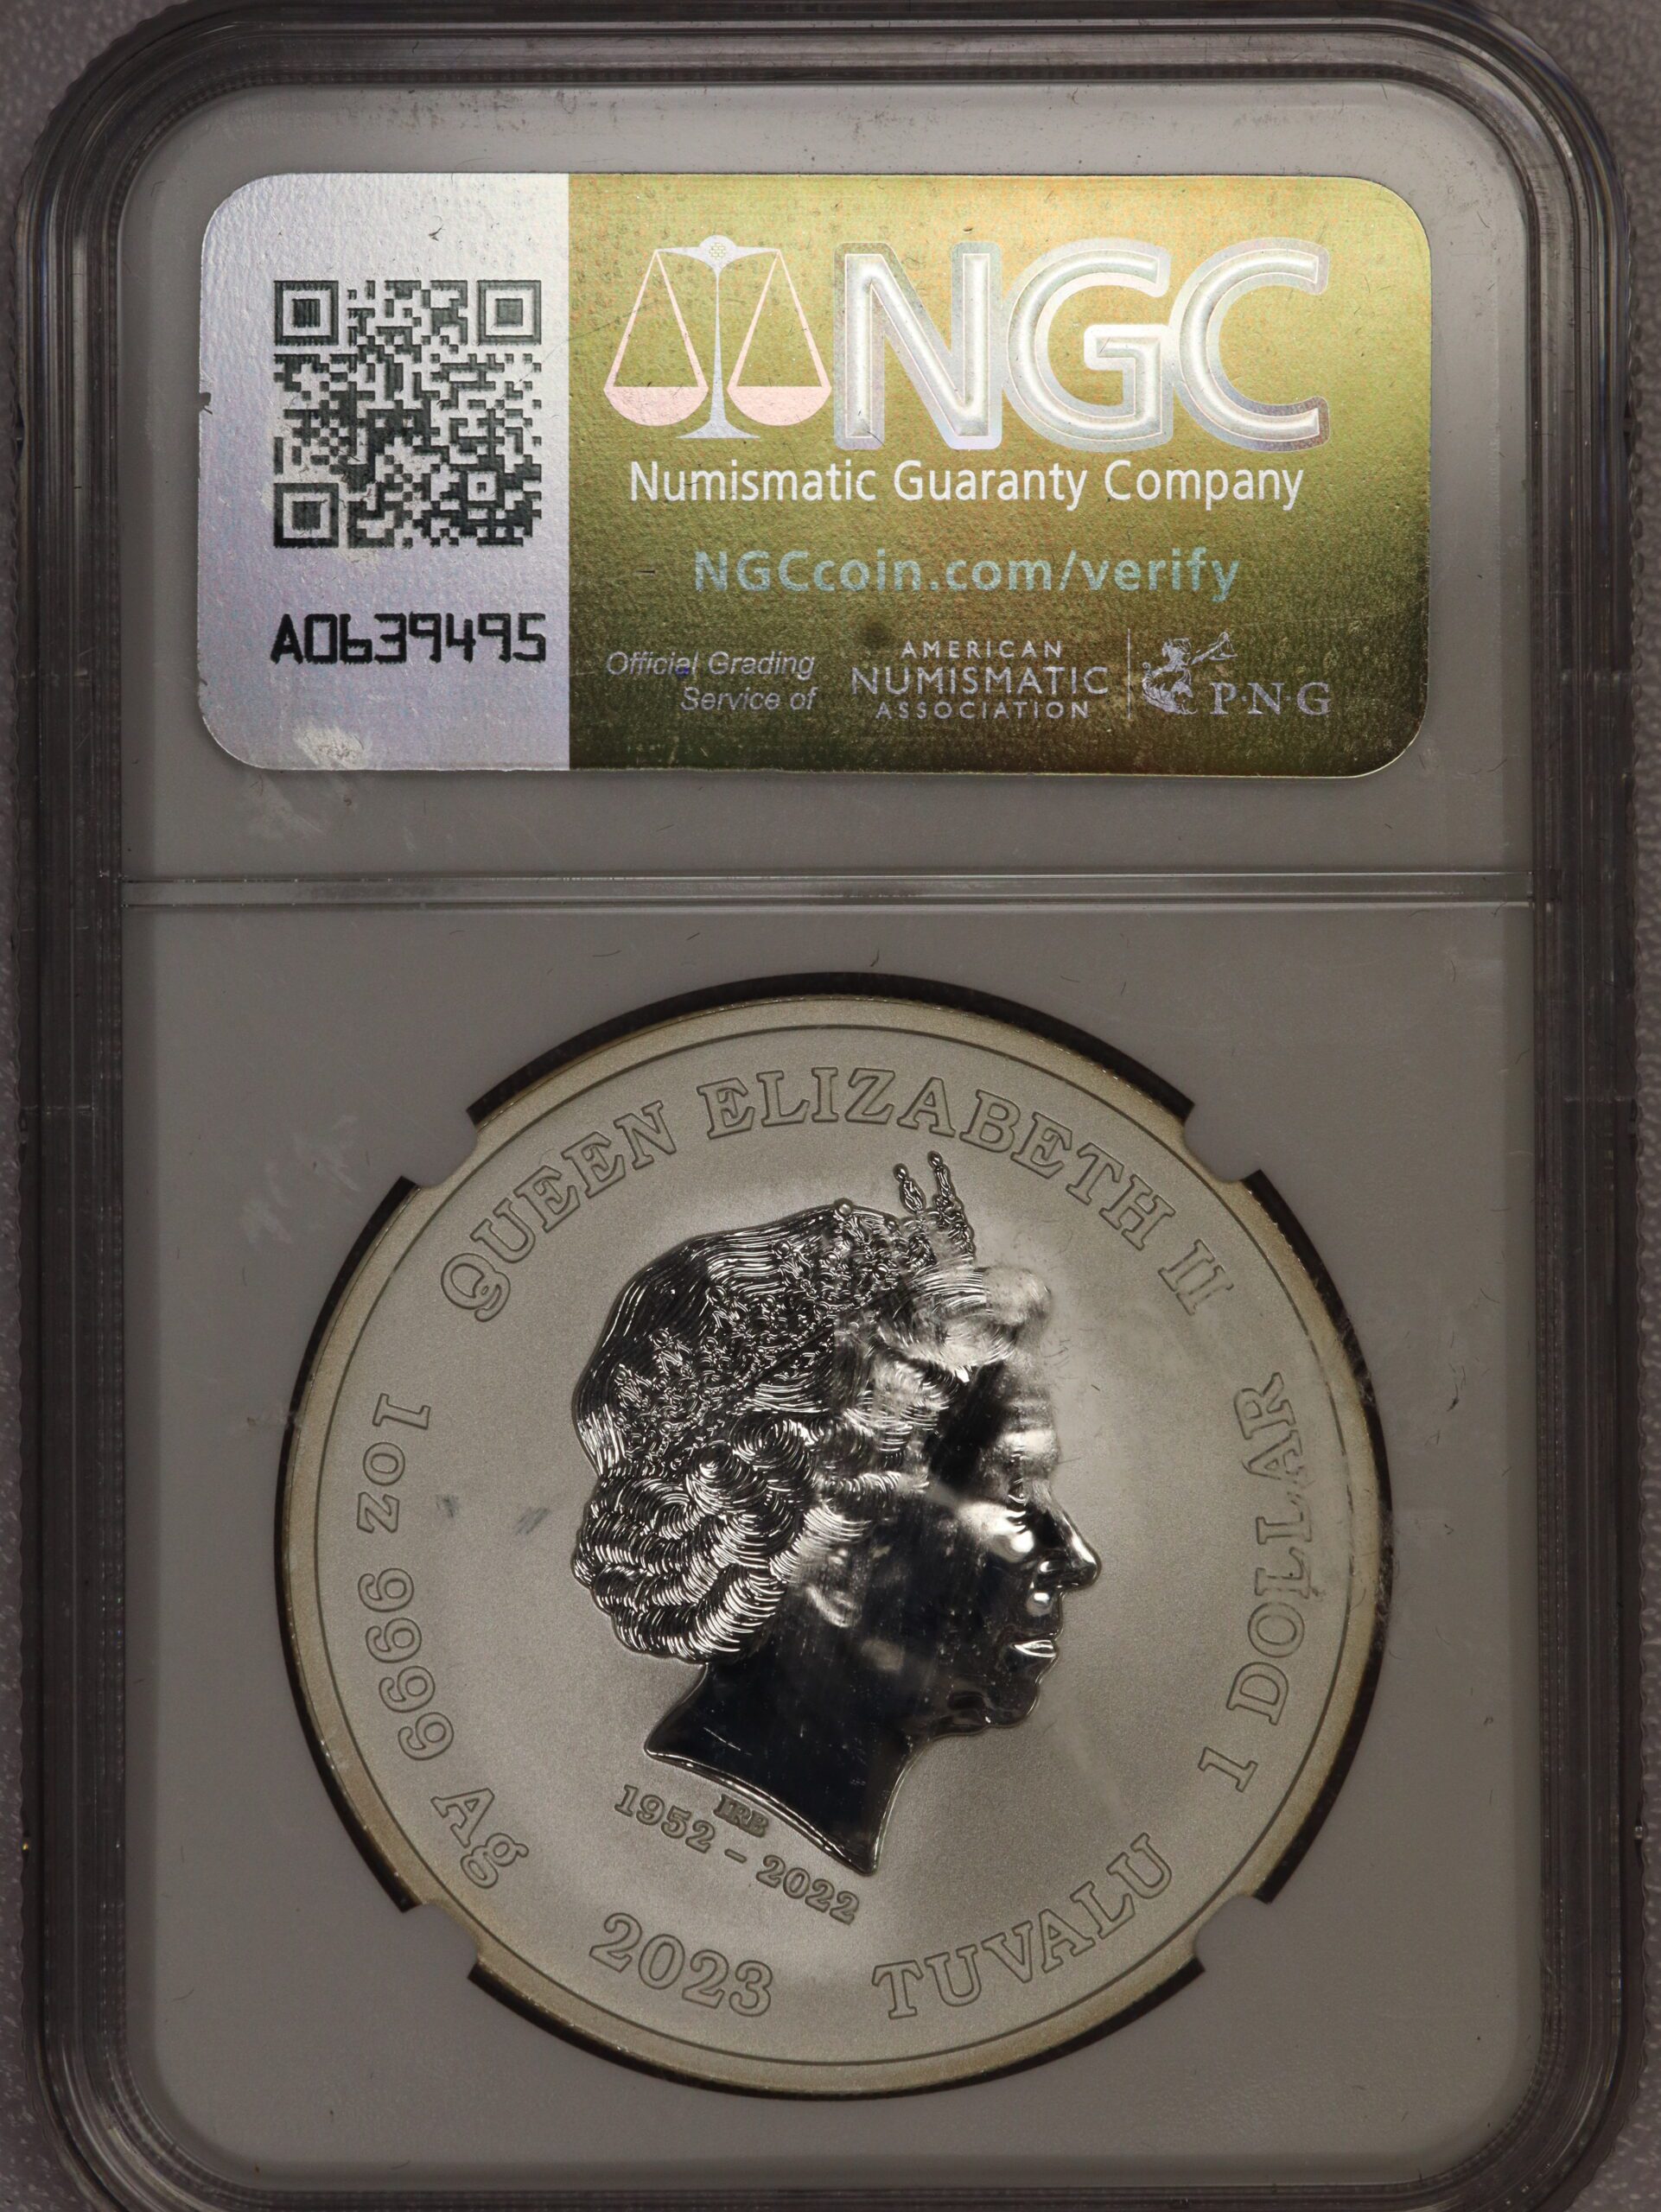 NGC
Numismatic Guaranty Company
NGCcoin.com/verify
A0639495
Official Grading
Service of
AMERICAN
NUMISMATIC
ASSOCIATION
P·N·G
QUEEN ELIZABETH II
1oz 9999 Ag
1 DOLLAR
IRB
1952 - 2022
2023
TUVALU